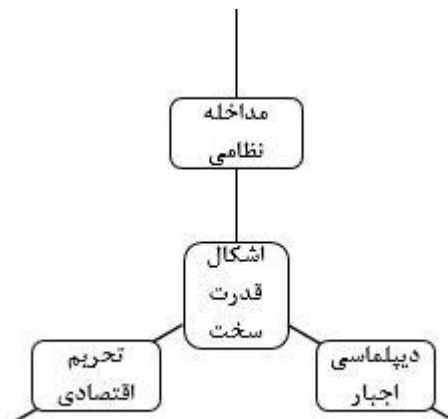 مداخله
نظامی
اشکال
قدرت
سخت
دیپلماسی
اجبار
تحریم
اقتصادی